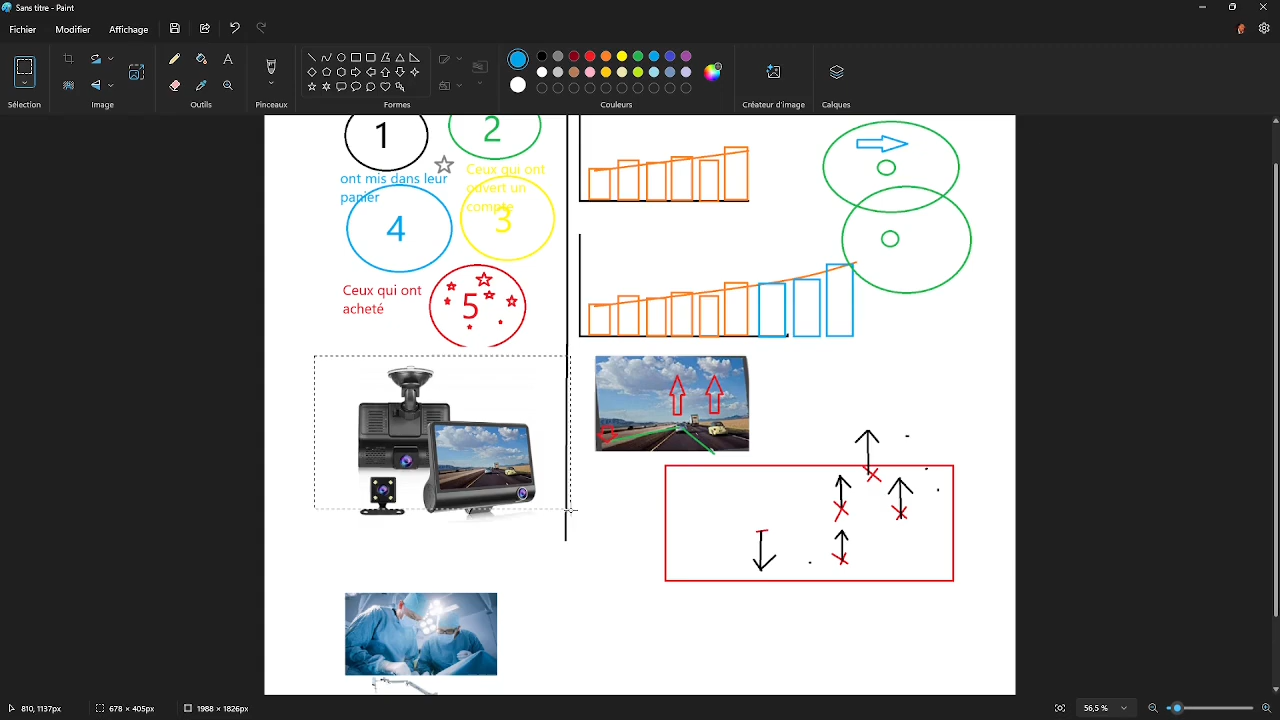 Sans titre - Paint
Fichier
Modifier
Affichage
A
Sélection
Image
Outils
Pinceaux
Formes
Couleurs
Créateur d'image
Calques
1
2
ont mis dans leur
panier
Ceux qui ont
ouvert un
compte
4
3
Ceux qui ont
acheté
5
810, 1137px
678 × 405px
1988 × 1826px
56,5 %